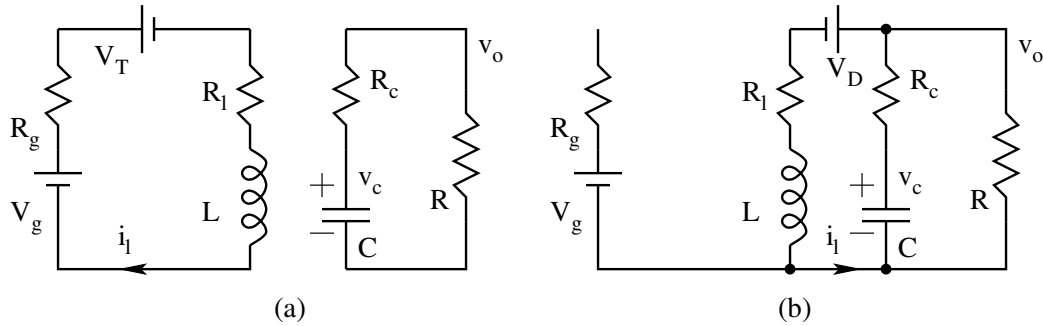 V_T
R_l
R_c
v_o
R_g
+
v_c
R
L
V_g
−
C
i_l
(a)
V_D
v_o
R_l
R_c
R_g
+
v_c
R
L
V_g
−
C
i_l
(b)